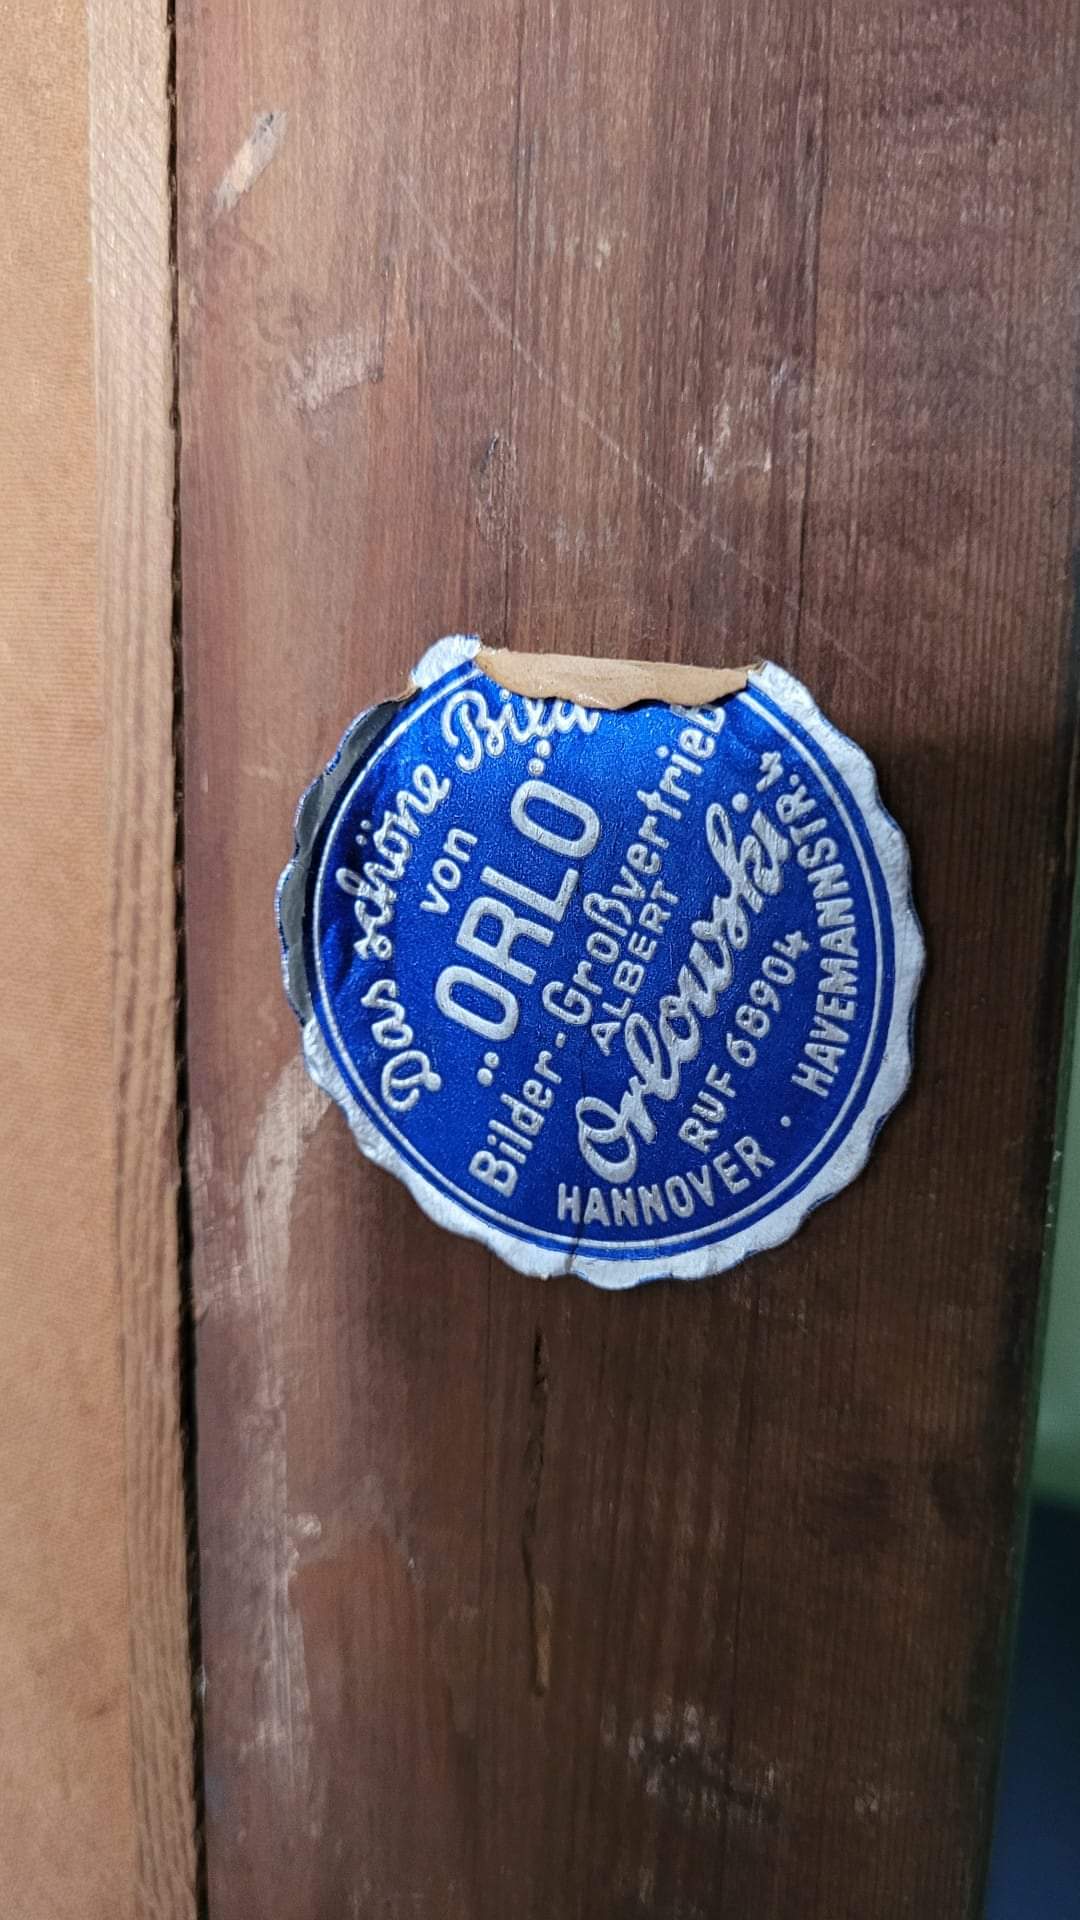 Das schöne Bild
von
"ORLO"
Bilder-Großvertrieb
ALBERT
Orlowski
RUF 68904
HANNOVER · HAVEMANNSTR. 4